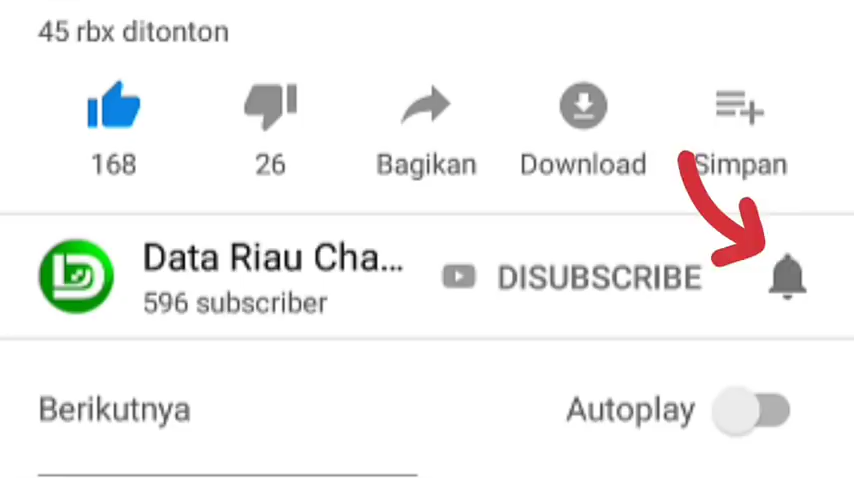 45 rbx ditonton
168
26
Bagikan
Download
Simpan
Data Riau Cha...
DISUBSCRIBE
596 subscriber
Berikutnya
Autoplay